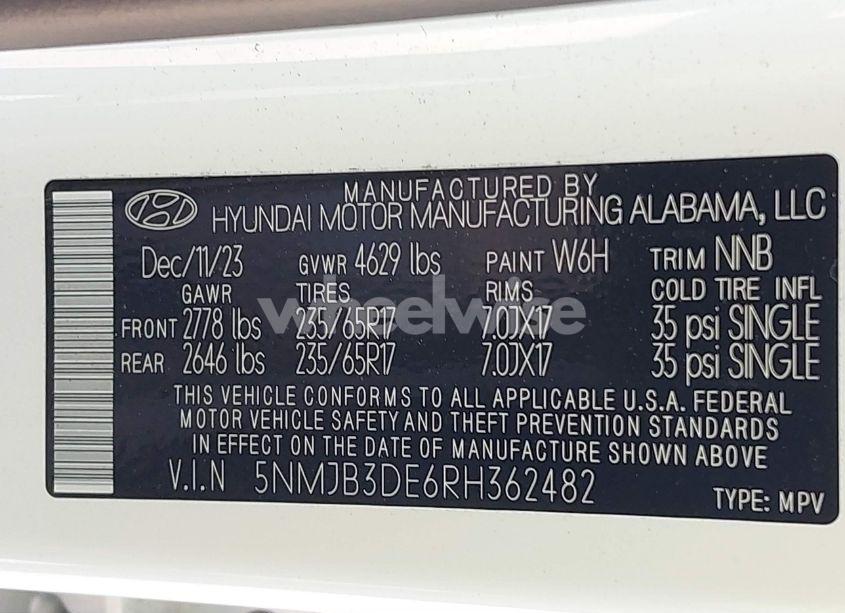 MANUFACTURED BY
HYUNDAI MOTOR MANUFACTURING ALABAMA, LLC
Dec/11/23 GVWR 4629 lbs PAINT W6H TRIM NNB
GAWR TIRES RIMS COLD TIRE INFL
FRONT 2778 lbs 235/65R17 7.0JX17 35 psi SINGLE
REAR 2646 lbs 235/65R17 7.0JX17 35 psi SINGLE
THIS VEHICLE CONFORMS TO ALL APPLICABLE U.S.A. FEDERAL
MOTOR VEHICLE SAFETY AND THEFT PREVENTION STANDARDS
IN EFFECT ON THE DATE OF MANUFACTURE SHOWN ABOVE
V.I.N 5NMJB3DE6RH362482
TYPE: MPV